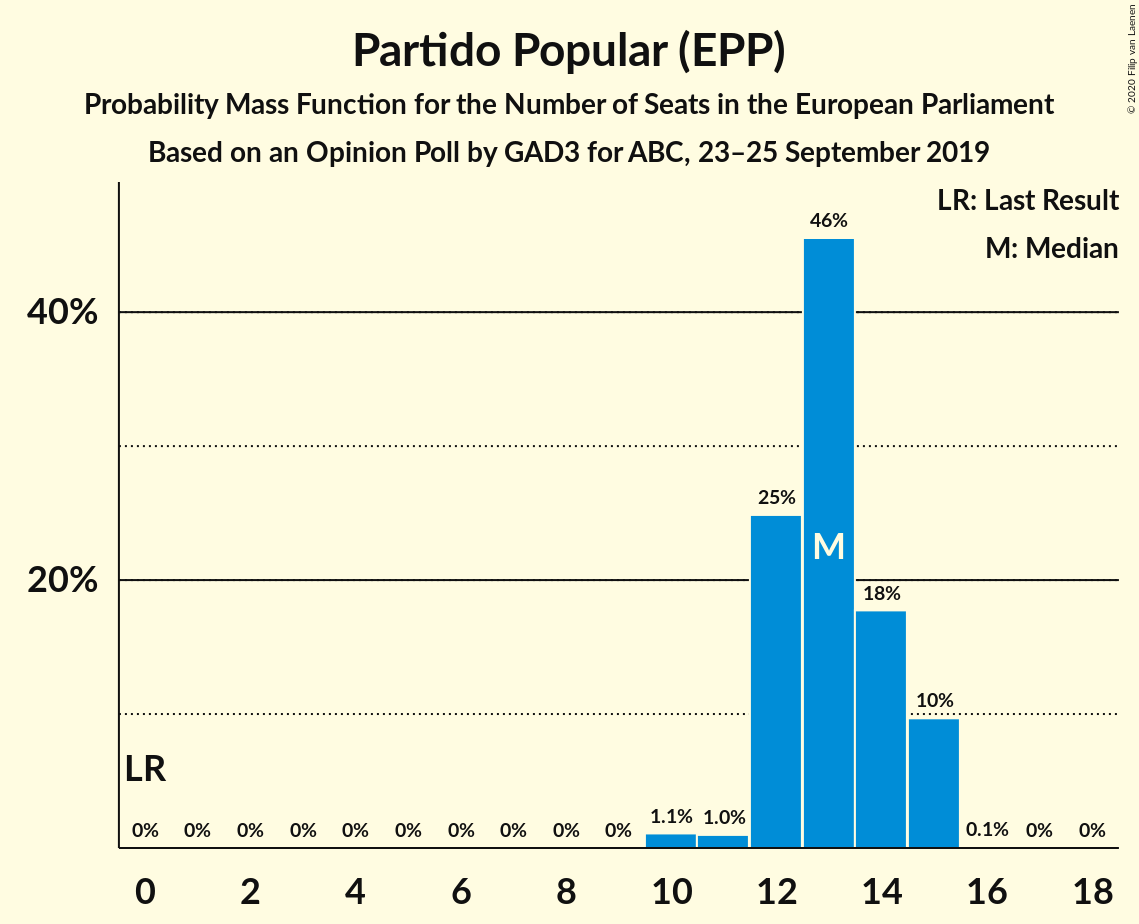 Partido Popular (EPP)
Probability Mass Function for the Number of Seats in the European Parliament
Based on an Opinion Poll by GAD3 for ABC, 23–25 September 2019
© 2020 Filip van Laenen
LR: Last Result
M: Median
46%
40%
25%
M
20%
18%
10%
LR
0% 0% 0% 0% 0% 0% 0% 0% 0% 0% 1.1% 1.0% 0.1% 0% 0%
0 2 4 6 8 10 12 14 16 18